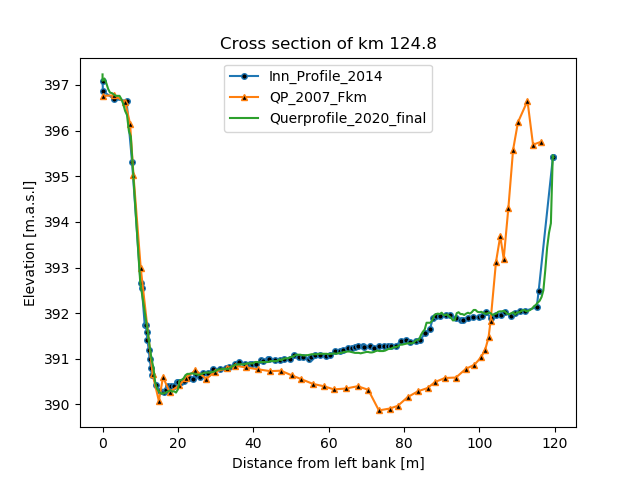 Cross section of km 124.8
Inn_Profile_2014
QP_2007_Fkm
Querprofile_2020_final
Elevation [m.a.s.l]
397
396
395
394
393
392
391
390
0 20 40 60 80 100 120
Distance from left bank [m]